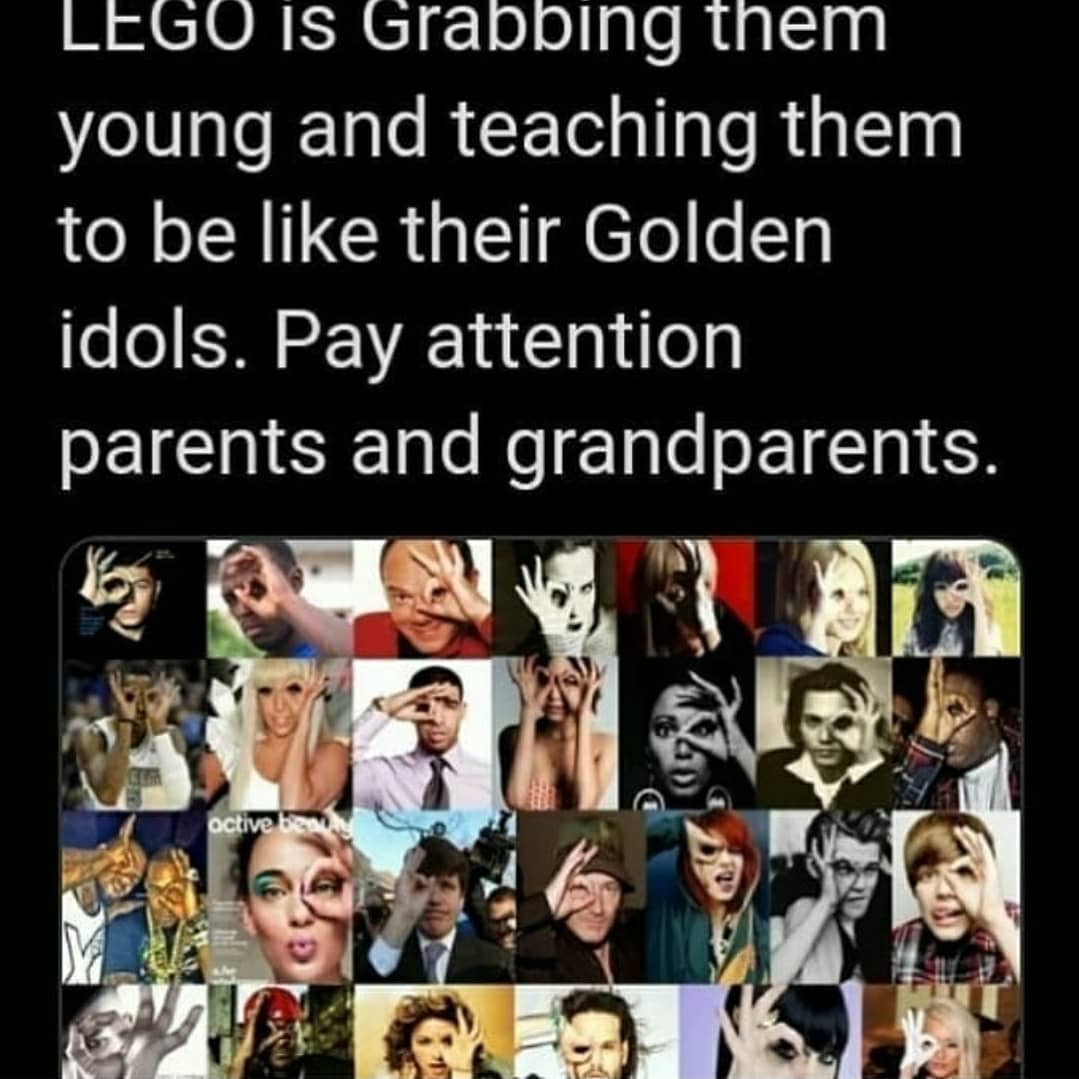 LEGO is Grabbing them
young and teaching them
to be like their Golden
idols. Pay attention
parents and grandparents.
active beauty